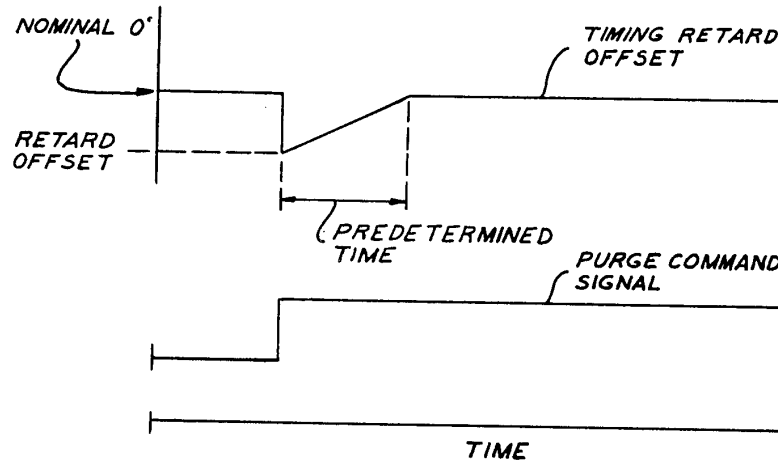 NOMINAL 0°
TIMING RETARD
OFFSET
RETARD
OFFSET
PREDETERMINED
TIME
PURGE COMMAND
SIGNAL
TIME